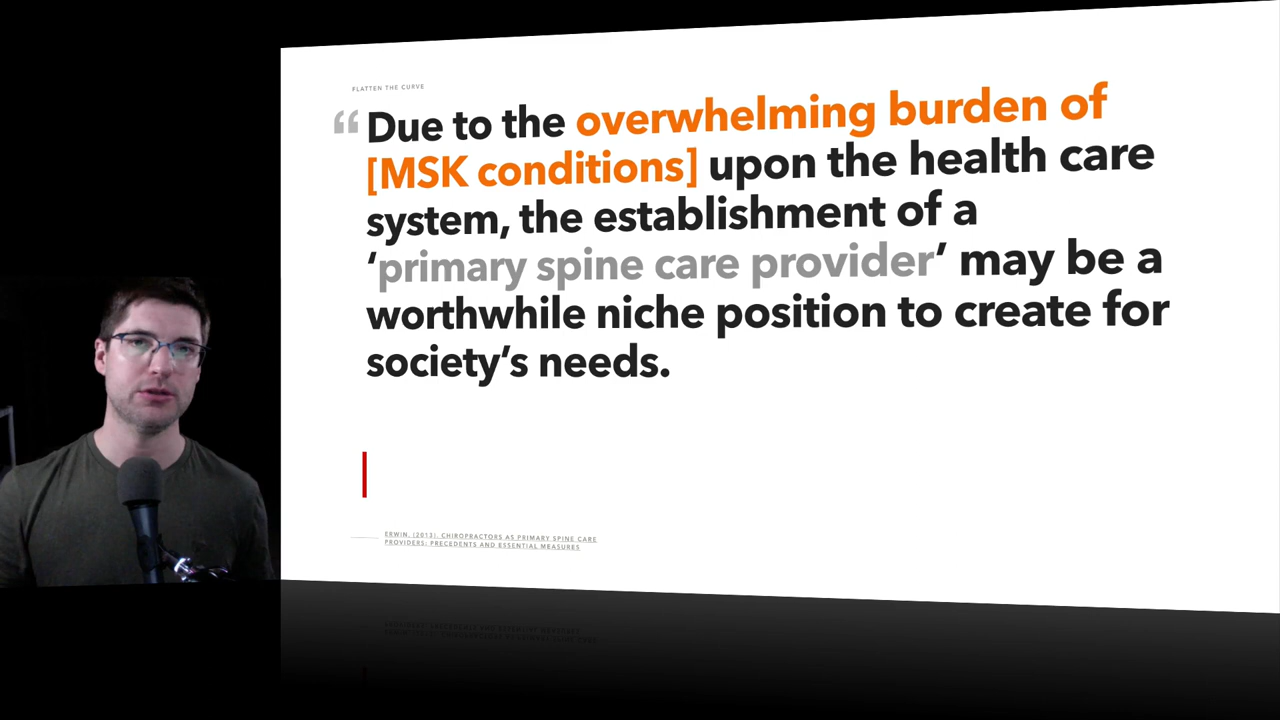 FLATTEN THE CURVE
“Due to the overwhelming burden of
[MSK conditions] upon the health care
system, the establishment of a
‘primary spine care provider’ may be a
worthwhile niche position to create for
society’s needs.
ERWIN, (2013). CHIROPRACTORS AS PRIMARY SPINE CARE
PROVIDERS: PRECEDENTS AND ESSENTIAL MEASURES